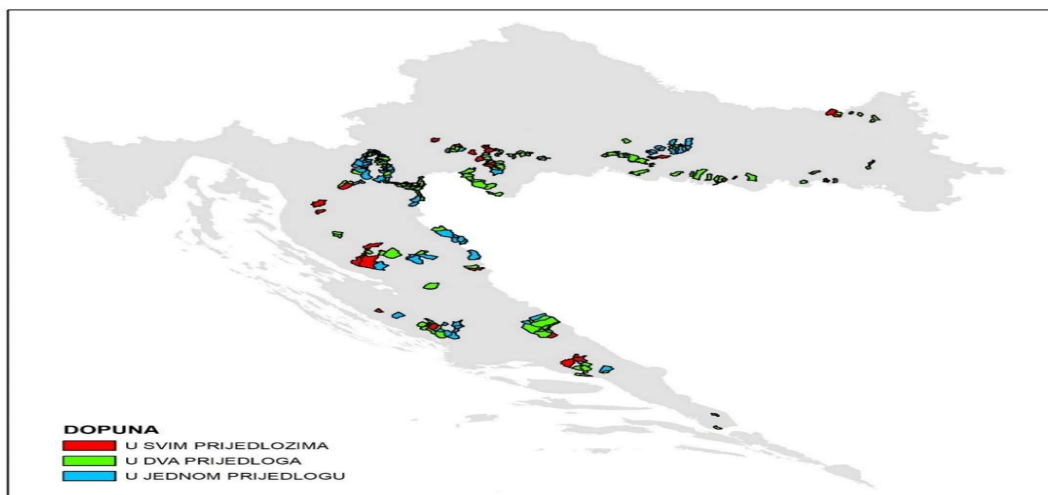 DOPUNA
U SVIM PRIJEDLOZIMA
U DVA PRIJEDLOGA
U JEDNOM PRIJEDLOGU